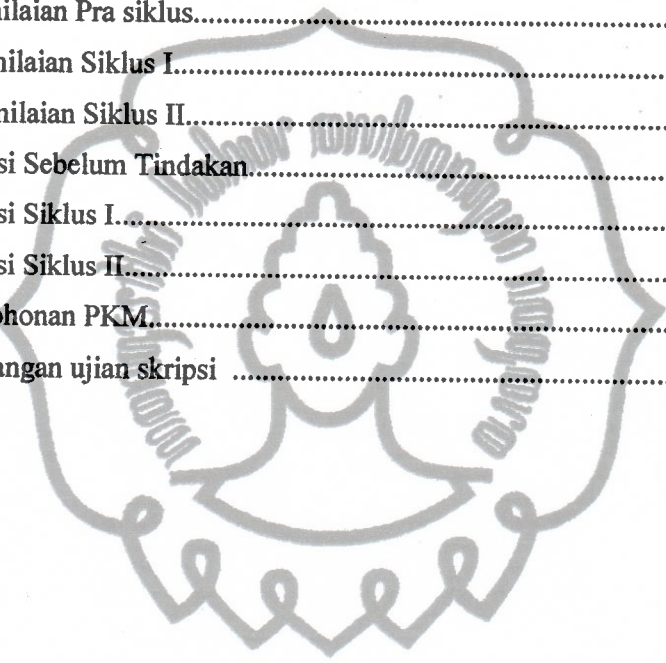 nilaian Pra siklus..........................................................................
nilaian Siklus I..............................................................................
nilaian Siklus II............................................................................
si Sebelum Tindakan.................................................................
si Siklus I.......................................................................................
si Siklus II......................................................................................
ohonan PKM................................................................................
angan ujian skripsi ....................................................................